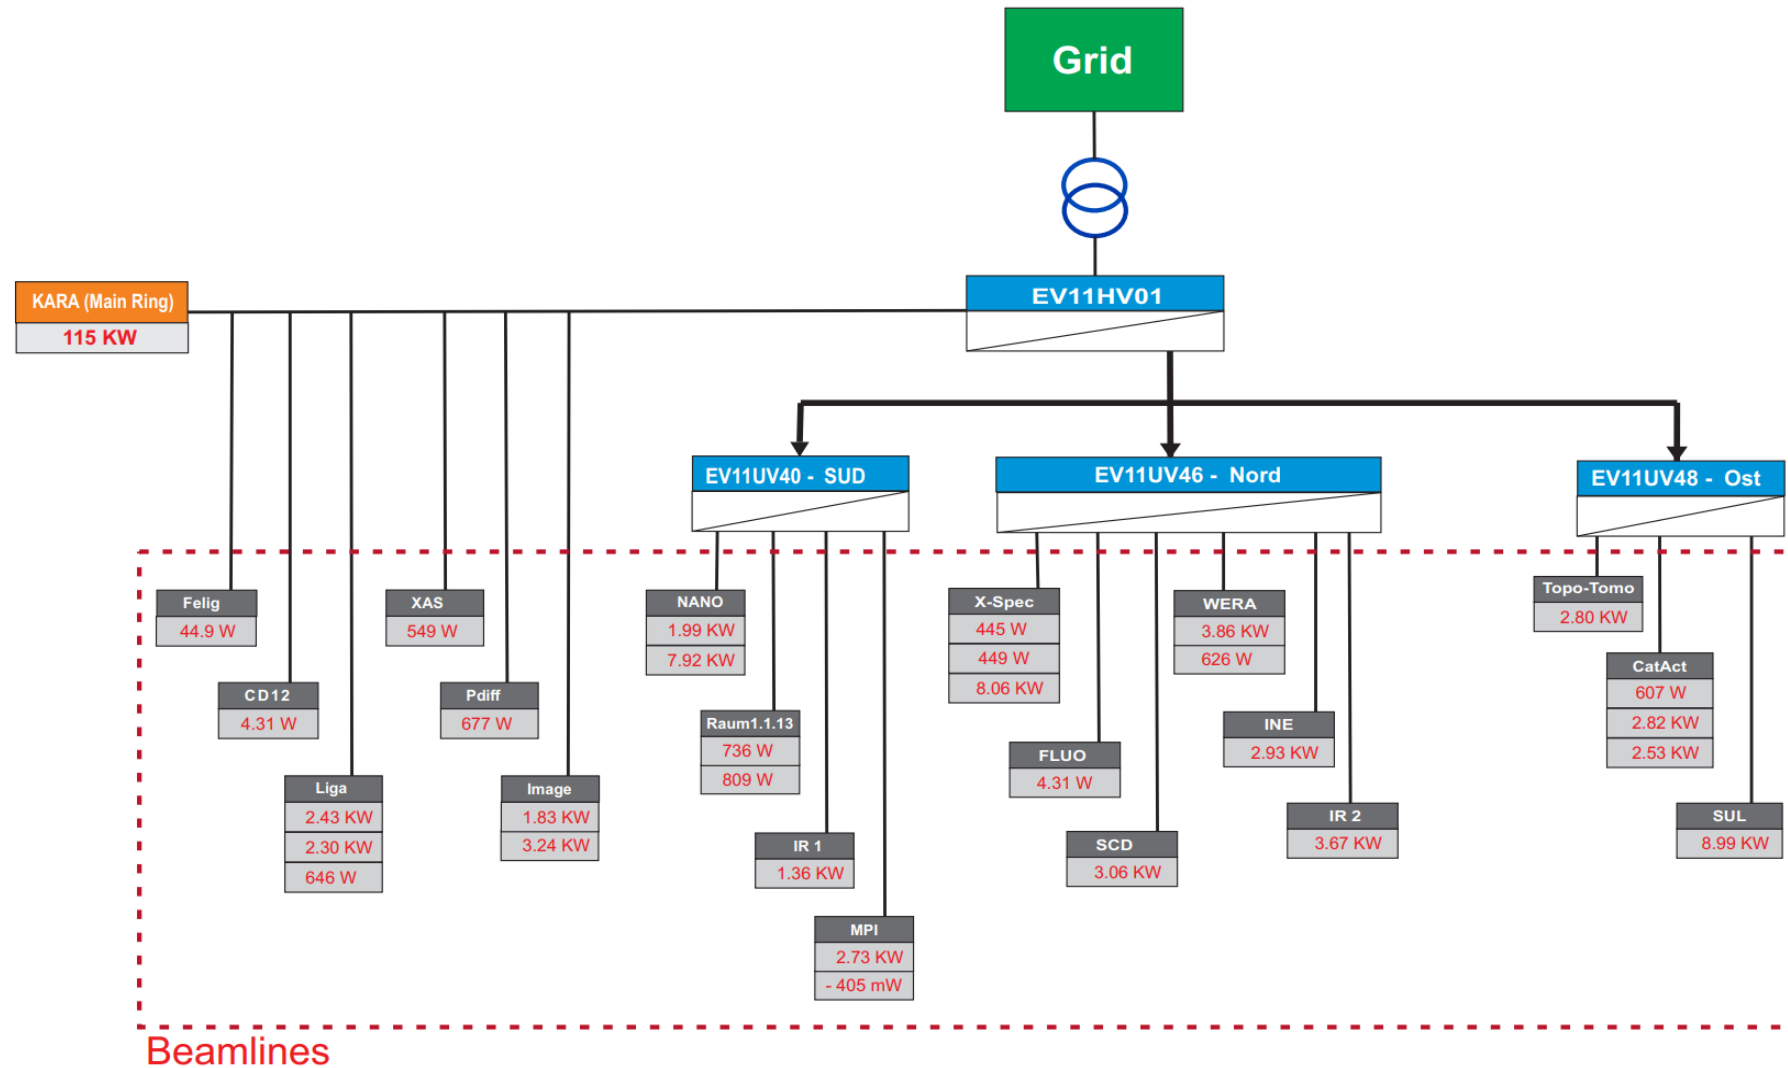 Grid
EV11HV01
KARA (Main Ring)
115 KW
EV11UV40 - SUD
EV11UV46 - Nord
EV11UV48 - Ost
Felig
44.9 W
CD12
4.31 W
Liga
2.43 KW
2.30 KW
646 W
XAS
549 W
Pdiff
677 W
Image
1.83 KW
3.24 KW
NANO
1.99 KW
7.92 KW
Raum1.1.13
736 W
809 W
IR 1
1.36 KW
MPI
2.73 KW
- 405 mW
X-Spec
445 W
449 W
8.06 KW
FLUO
4.31 W
SCD
3.06 KW
WERA
3.86 KW
626 W
INE
2.93 KW
IR 2
3.67 KW
Topo-Tomo
2.80 KW
CatAct
607 W
2.82 KW
2.53 KW
SUL
8.99 KW
Beamlines